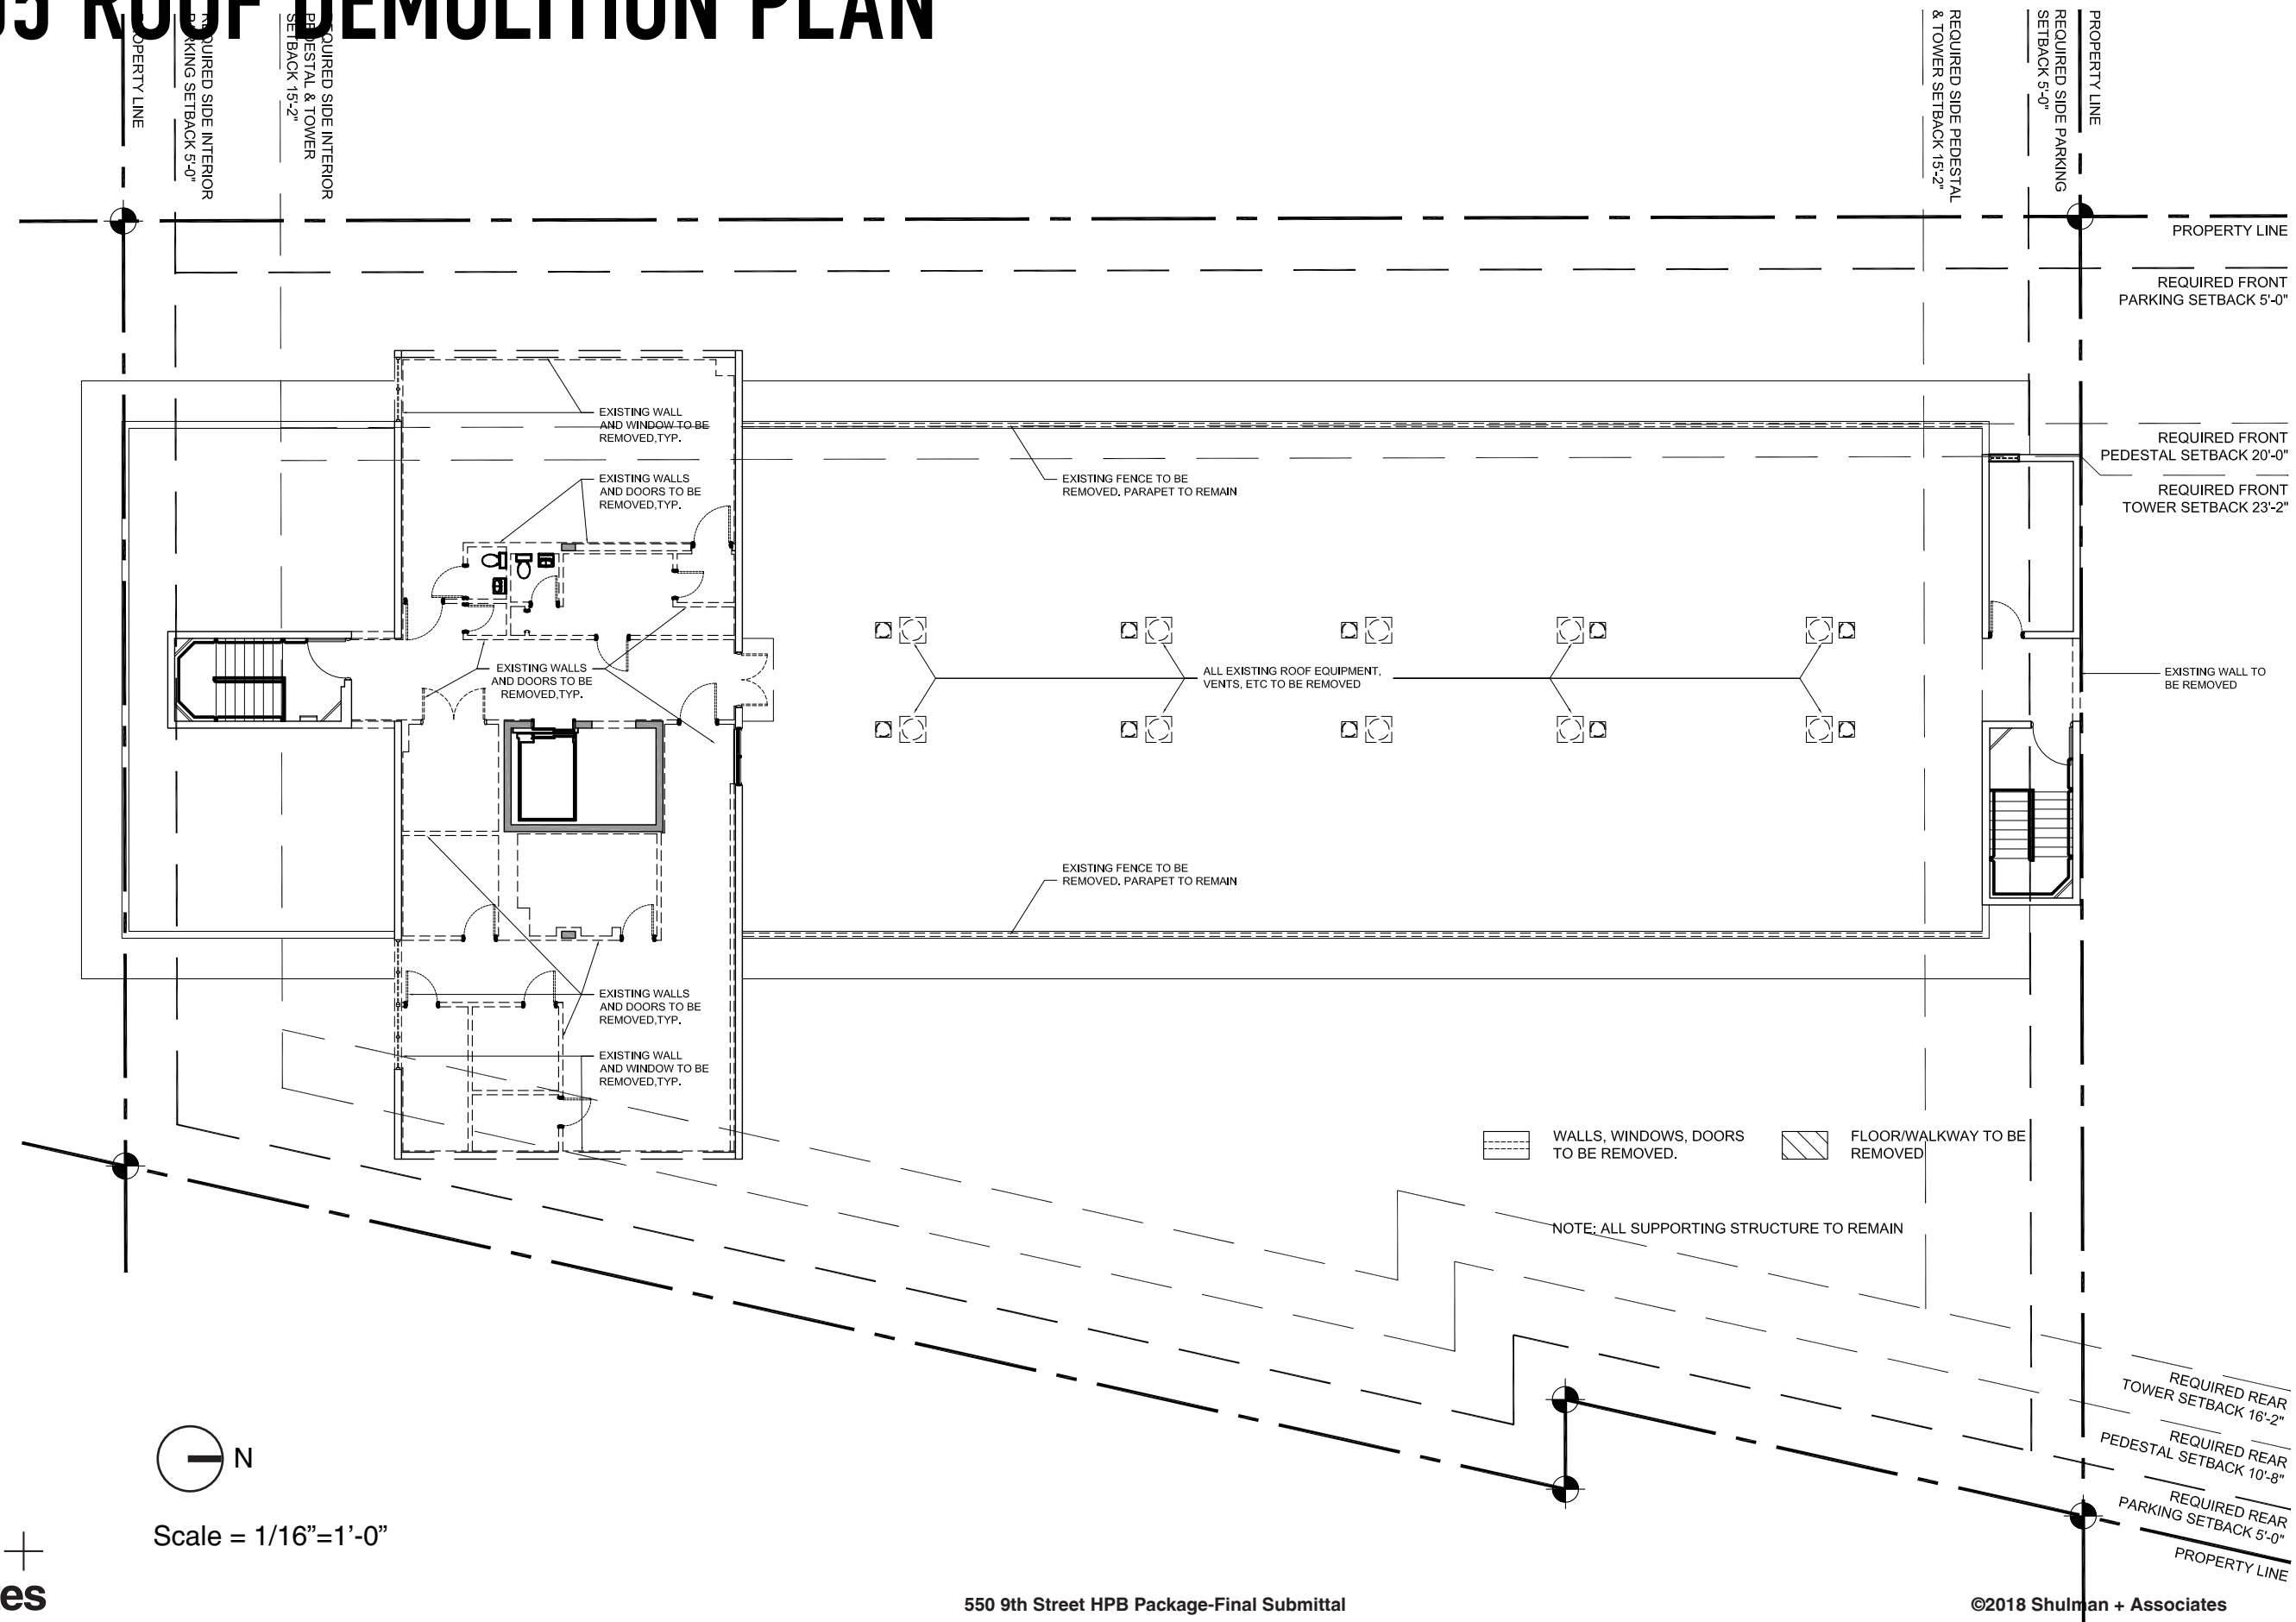 05 ROOF DEMOLITION PLAN
PROPERTY LINE
REQUIRED SIDE INTERIOR
PARKING SETBACK 5'-0"
REQUIRED SIDE INTERIOR
PEDESTAL & TOWER
SETBACK 15'-2"
REQUIRED SIDE PEDESTAL
& TOWER SETBACK 15'-2"
REQUIRED SIDE PARKING
SETBACK 5'-0"
PROPERTY LINE
PROPERTY LINE
REQUIRED FRONT
PARKING SETBACK 5'-0"
REQUIRED FRONT
PEDESTAL SETBACK 20'-0"
REQUIRED FRONT
TOWER SETBACK 23'-2"
EXISTING WALL
AND WINDOW TO BE
REMOVED,TYP.
EXISTING WALLS
AND DOORS TO BE
REMOVED,TYP.
EXISTING FENCE TO BE
REMOVED. PARAPET TO REMAIN
EXISTING WALLS
AND DOORS TO BE
REMOVED,TYP.
ALL EXISTING ROOF EQUIPMENT,
VENTS, ETC TO BE REMOVED
EXISTING WALL TO
BE REMOVED
EXISTING FENCE TO BE
REMOVED. PARAPET TO REMAIN
EXISTING WALLS
AND DOORS TO BE
REMOVED,TYP.
EXISTING WALL
AND WINDOW TO BE
REMOVED,TYP.
WALLS, WINDOWS, DOORS
TO BE REMOVED.
FLOOR/WALKWAY TO BE
REMOVED
NOTE: ALL SUPPORTING STRUCTURE TO REMAIN
REQUIRED REAR
TOWER SETBACK 16'-2"
REQUIRED REAR
PEDESTAL SETBACK 10'-8"
REQUIRED REAR
PARKING SETBACK 5'-0"
PROPERTY LINE
N
Scale = 1/16”=1’-0”
+
es
550 9th Street HPB Package-Final Submittal
©2018 Shulman + Associates